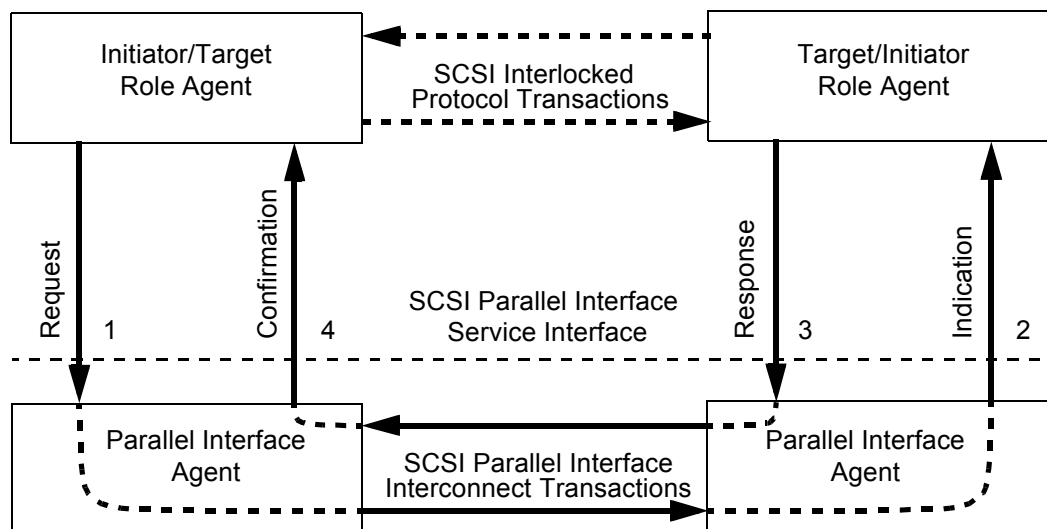 Initiator/Target
Role Agent
SCSI Interlocked
Protocol Transactions
Target/Initiator
Role Agent
Request
1
Confirmation
4
SCSI Parallel Interface
Service Interface
Response
3
Indication
2
Parallel Interface
Agent
SCSI Parallel Interface
Interconnect Transactions
Parallel Interface
Agent